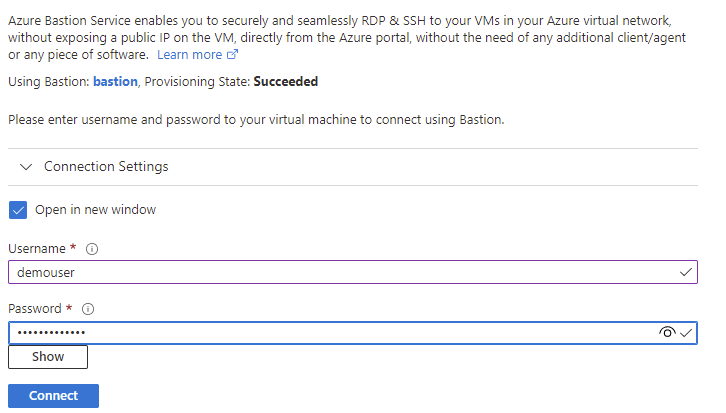 Azure Bastion Service enables you to securely and seamlessly RDP & SSH to your VMs in your Azure virtual network,
without exposing a public IP on the VM, directly from the Azure portal, without the need of any additional client/agent
or any piece of software. Learn more
Using Bastion: bastion, Provisioning State: Succeeded
Please enter username and password to your virtual machine to connect using Bastion.
Connection Settings
Open in new window
Username *
demouser
Password *
•••••••••••••
Show
Connect